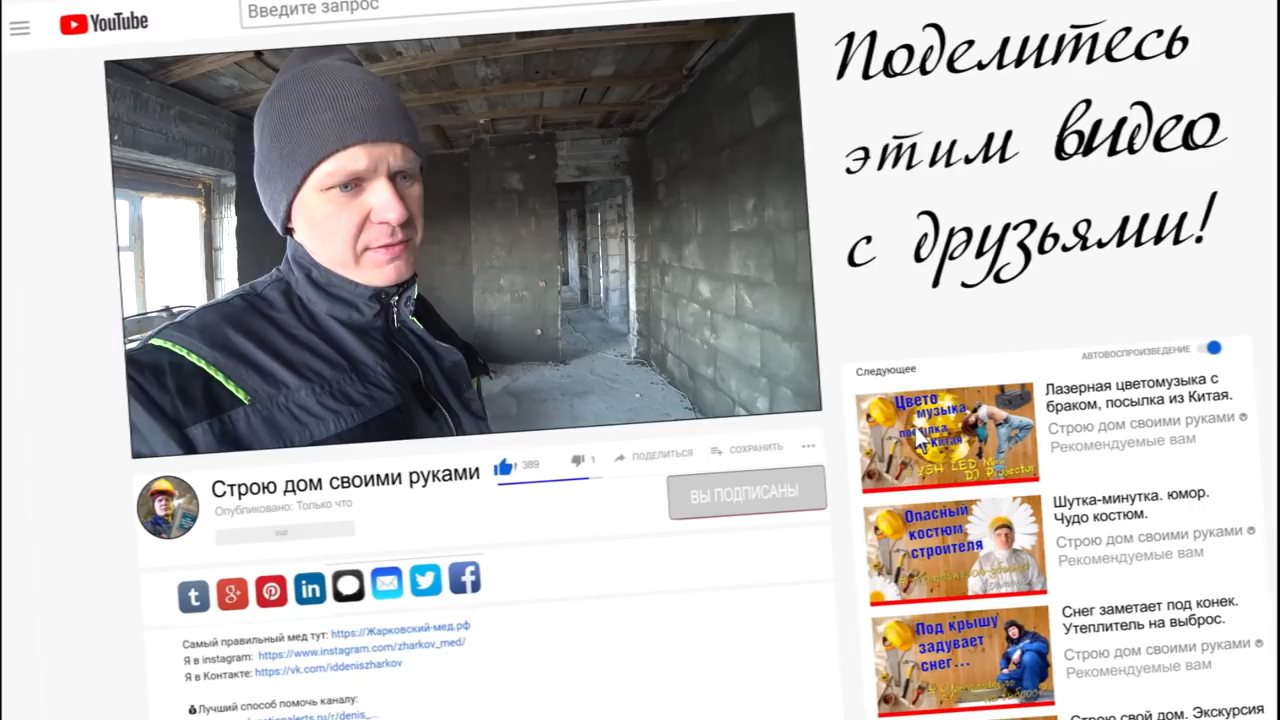 YouTube
Введите запрос
Поделитесь
этим видео
с друзьями!
Строю дом своими руками
Опубликовано: Только что
389
1
ПОДЕЛИТЬСЯ
СОХРАНИТЬ
ВЫ ПОДПИСАНЫ
t
g+
in
f
Самый правильный мед тут: https://Жарковский-мед.рф
Я в instagram: https://www.instagram.com/zharkov_med/
Я в Контакте: https://vk.com/iddeniszharkov
Лучший способ помочь каналу:
АВТОВОСПРОИЗВЕДЕНИЕ
Следующее
Цвето
музыка
посылка
Китая
Лазерная цветомузыка с
браком, посылка из Китая.
Строю дом своими руками
Рекомендуемые вам
Опасный
костюм
строителя
Шутка-минутка. юмор.
Чудо костюм.
Строю дом своими руками
Рекомендуемые вам
Под крышу
задувает
снег...
Снег заметает под конек.
Утеплитель на выброс.
Строю дом своими руками
Рекомендуемые вам
Строю свой дом. Экскурсия